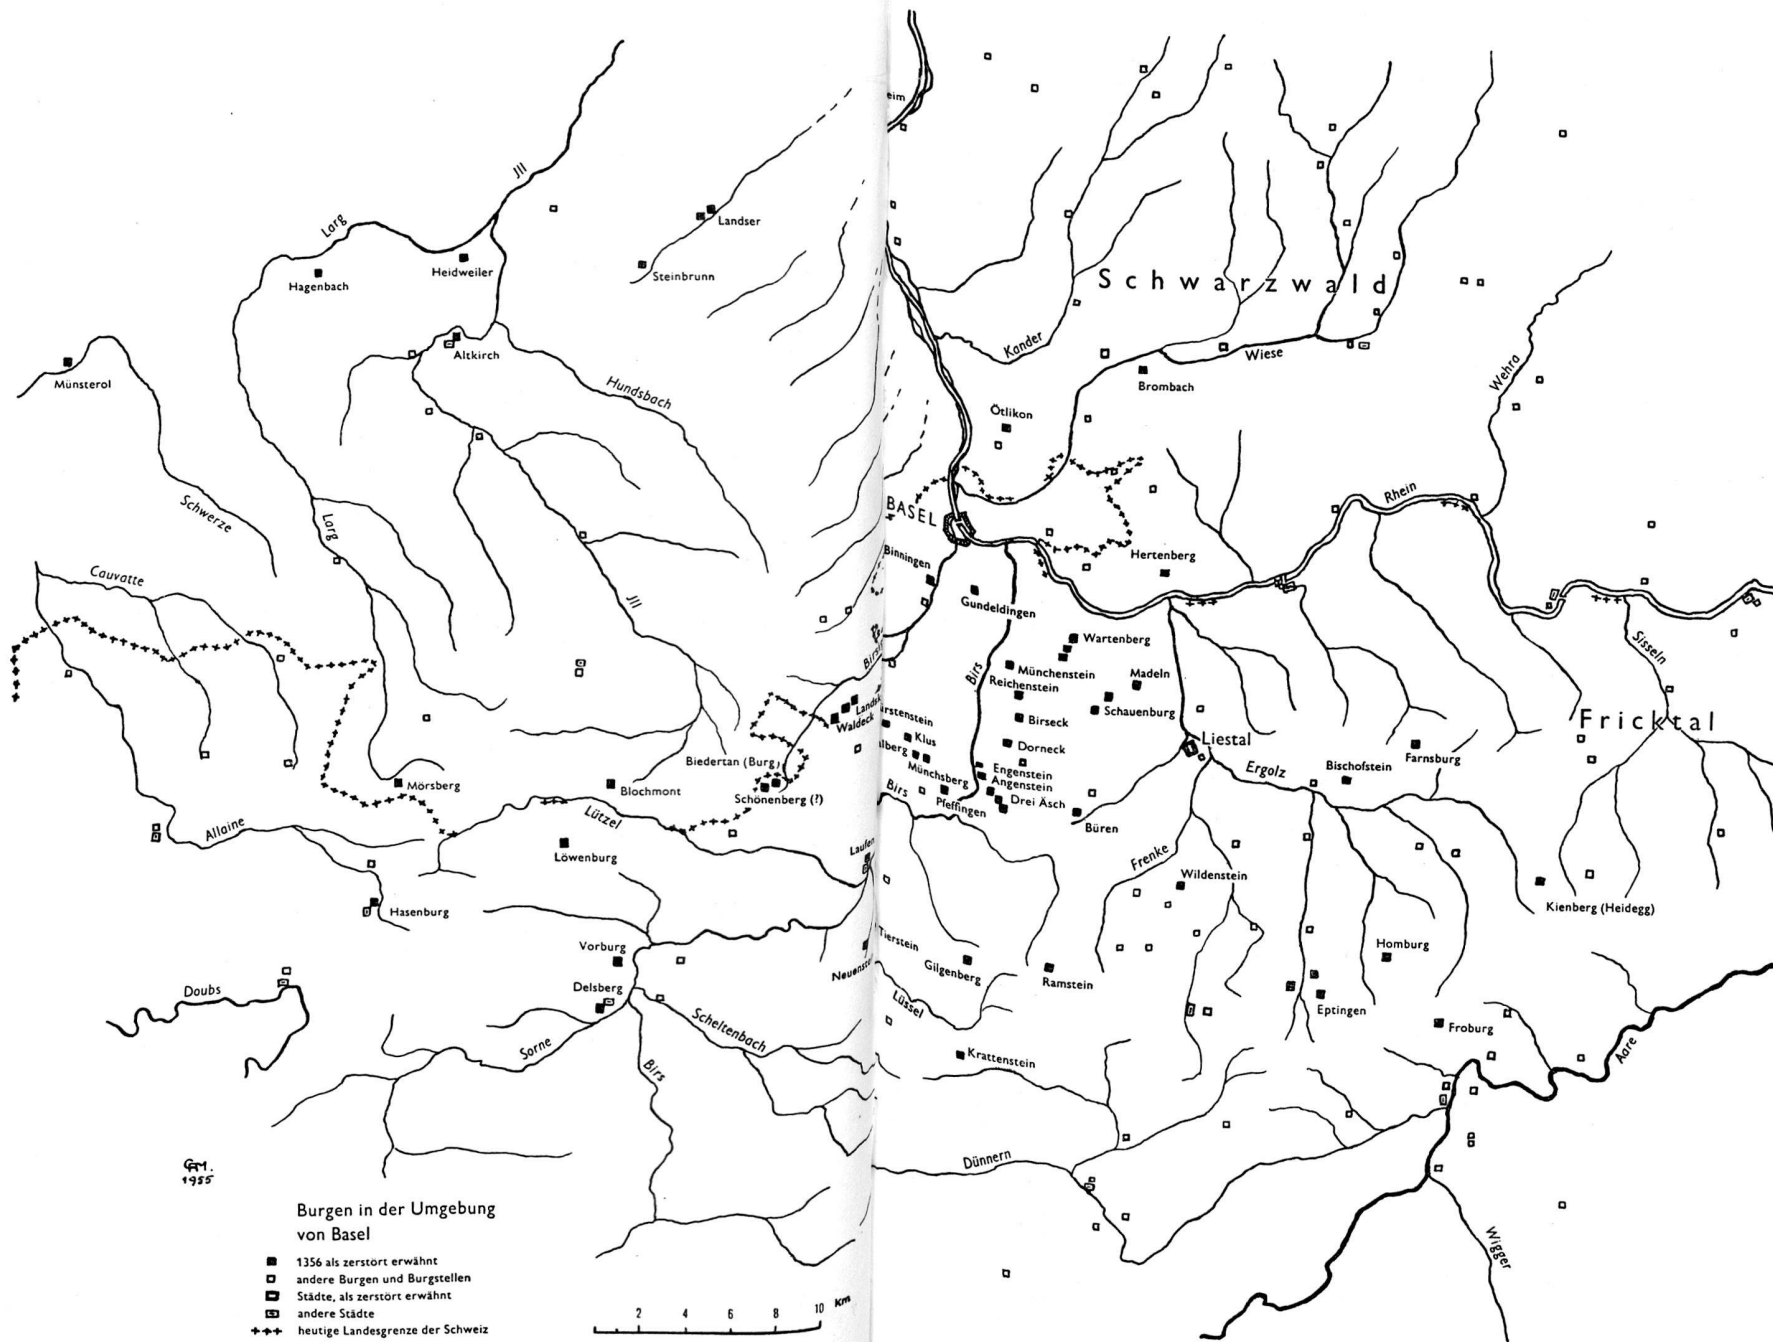 eim
Jll
Larg
Landser
Steinbrunn
Heidweiler
Hagenbach
Schwarzwald
Altkirch
Kander
Wiese
Münsterol
Hundsbach
Brombach
Wehra
Ötlikon
Schwerze
Larg
Rhein
BASEL
Binningen
Hertenberg
Cauvatte
Jll
Gundeldingen
Wartenberg
Birs
Sisseln
Münchenstein
Madeln
Reichenstein
Schauenburg
Waldeck
Klus
Birseck
Fricktal
Dorneck
Liestal
Biedertan (Burg)
Münchsberg
Engenstein
Angenstein
Ergolz
Bischofstein
Farnsburg
Mörsberg
Blochmont
Schönenberg (?)
Birs
Pfeffingen
Drei Äsch
Büren
Allaine
Lützel
Laufen
Löwenburg
Frenke
Wildenstein
Hasenburg
Kienberg (Heidegg)
Vorburg
Tierstein
Gilgenberg
Ramstein
Homburg
Doubs
Delsberg
Lüssel
Eptingen
Froburg
Sorne
Scheltenbach
Birs
Krattenstein
Aare
Dünnern
1955
Wigger
Burgen in der Umgebung
von Basel
1356 als zerstört erwähnt
andere Burgen und Burgstellen
Städte, als zerstört erwähnt
andere Städte
heutige Landesgrenze der Schweiz
2 4 6 8 10 Km